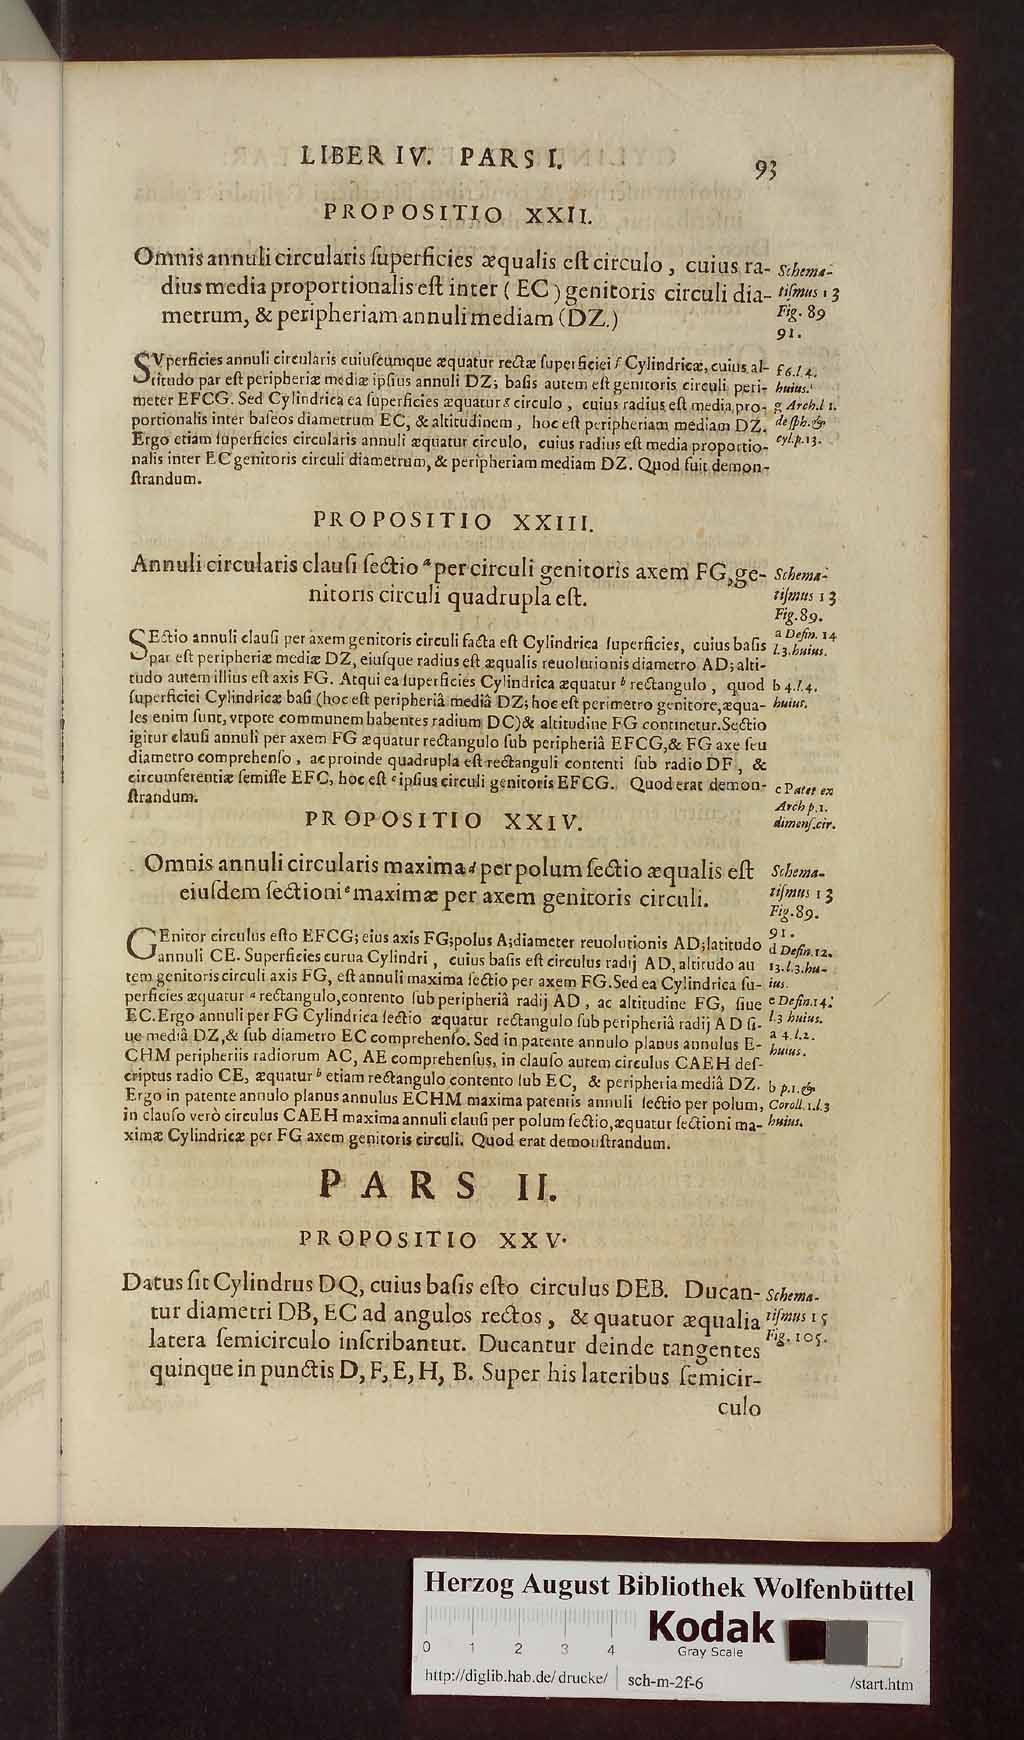 LIBER IV. PARS I.
93
PROPOSITIO XXII.
Omnis annuli circularis ſuperficies æqualis eſt circulo, cuius ra-
dius media proportionalis eſt inter (EC) genitoris circuli dia-
metrum, & peripheriam annuli mediam (DZ.)
Schema-
tiſmus 13
Fig. 89
91.
SVperficies annuli circularis cuiuſcumque æquatur rectæ ſuperficiei f Cylindricæ, cuius al-
titudo par eſt peripheriæ mediæ ipſius annuli DZ; baſis autem eſt genitoris circuli peri-
meter EFCG. Sed Cylindrica ea ſuperficies æquatur g circulo, cuius radius eſt media pro-
portionalis inter baſeos diametrum EC, & altitudinem, hoc eſt peripheriam mediam DZ.
Ergo etiam ſuperficies circularis annuli æquatur circulo, cuius radius eſt media proportio-
nalis inter EC genitoris circuli diametrum, & peripheriam mediam DZ. Quod fuit demon-
ſtrandum.
f 6.l.4.
huius.
g Arch.l 1.
de ſph. &
cyl.p.13.
PROPOSITIO XXIII.
Annuli circularis clauſi ſectio a per circuli genitoris axem FG, ge-
nitoris circuli quadrupla eſt.
Schema-
tiſmus 13
Fig. 89.
SEctio annuli clauſi per axem genitoris circuli facta eſt Cylindrica ſuperficies, cuius baſis
par eſt peripheriæ mediæ DZ, eiuſque radius eſt æqualis reuolutionis diametro AD; alti-
tudo autem illius eſt axis FG. Atqui ea ſuperficies Cylindrica æquatur b rectangulo, quod
ſuperficiei Cylindricæ baſi (hoc eſt peripheriâ mediâ DZ; hoc eſt perimetro genitore, æqua-
les enim ſunt, vtpote communem habentes radium DC) & altitudine FG continetur. Sectio
igitur clauſi annuli per axem FG æquatur rectangulo ſub peripheriâ EFCG, & FG axe ſeu
diametro comprehenſo, ac proinde quadrupla eſt rectanguli contenti ſub radio DF, &
circumferentiæ ſemiſſe EFC, hoc eſt c ipſius circuli genitoris EFCG. Quod erat demon-
ſtrandum.
a Defin. 14
l.3.huius.
b 4.l.4.
huius.
c Patet ex
Arch p.1.
dimenſ.cir.
PROPOSITIO XXIV.
Omnis annuli circularis maxima d per polum ſectio æqualis eſt
eiuſdem ſectioni e maximæ per axem genitoris circuli.
Schema-
tiſmus 13
Fig. 89.
91.
GEnitor circulus eſto EFCG; eius axis FG; polus A; diameter reuolutionis AD; latitudo
annuli CE. Superficies curua Cylindri, cuius baſis eſt circulus radij AD, altitudo au
tem genitoris circuli axis FG, eſt annuli maxima ſectio per axem FG. Sed ea Cylindrica ſu-
perficies æquatur a rectangulo, contento ſub peripheriâ radij AD, ac altitudine FG, ſiue
EC. Ergo annuli per FG Cylindrica ſectio æquatur rectangulo ſub peripheriâ radij AD ſi-
ue mediâ DZ, & ſub diametro EC comprehenſo. Sed in patente annulo planus annulus E-
CHM peripheriis radiorum AC, AE comprehenſus, in clauſo autem circulus CAEH deſ-
criptus radio CE, æquatur b etiam rectangulo contento ſub EC, & peripheria mediâ DZ.
Ergo in patente annulo planus annulus ECHM maxima patentis annuli ſectio per polum,
in clauſo verò circulus CAEH maxima annuli clauſi per polum ſectio, æquatur ſectioni ma-
ximæ Cylindricæ per FG axem genitoris circuli. Quod erat demouſtrandum.
d Defin. 12.
13.l.3.hu-
ius.
e Defin. 14.
l.3 huius.
a 4.l.2.
huius.
b p.1.&
Coroll.1.l.3
huius.
PARS II.
PROPOSITIO XXV.
Datus ſit Cylindrus DQ, cuius baſis eſto circulus DEB. Ducan-
tur diametri DB, EC ad angulos rectos, & quatuor æqualia
latera ſemicirculo inſcribantut. Ducantur deinde tangentes
quinque in punctis D, F, E, H, B. Super his lateribus ſemicir-
culo
Schema-
tiſmus 15
Fig. 105.
Herzog August Bibliothek Wolfenbüttel
Kodak
Gray Scale
0 1 2 3 4
http://diglib.hab.de/drucke/ sch-m-2f-6 /start.htm